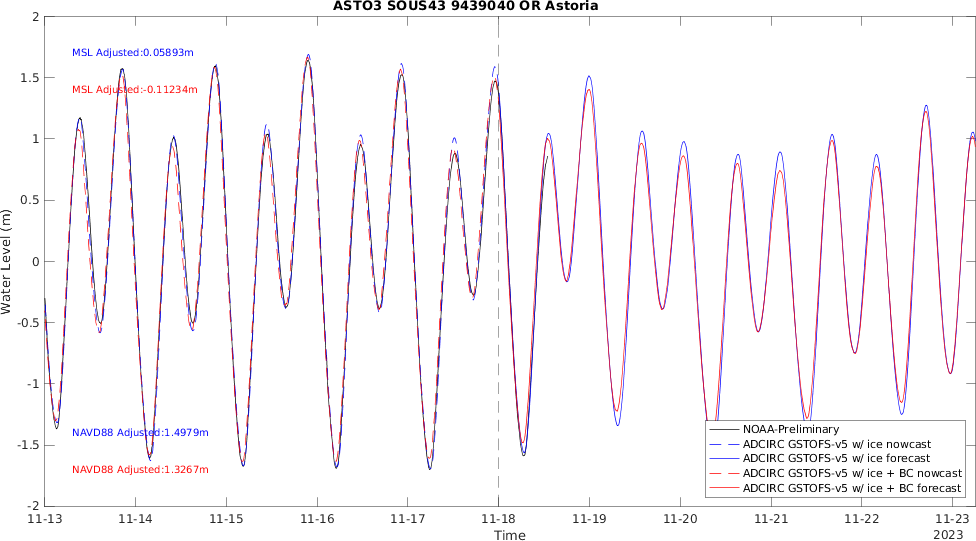 ASTO3 SOUS43 9439040 OR Astoria
2
1.5
1
0.5
0
-0.5
-1
-1.5
-2
Water Level (m)
MSL Adjusted:0.05893m
MSL Adjusted:-0.11234m
NAVD88 Adjusted:1.4979m
NAVD88 Adjusted:1.3267m
NOAA-Preliminary
ADCIRC GSTOFS-v5 w/ ice nowcast
ADCIRC GSTOFS-v5 w/ ice forecast
ADCIRC GSTOFS-v5 w/ ice + BC nowcast
ADCIRC GSTOFS-v5 w/ ice + BC forecast
11-13 11-14 11-15 11-16 11-17 11-18 11-19 11-20 11-21 11-22 11-23
Time
2023